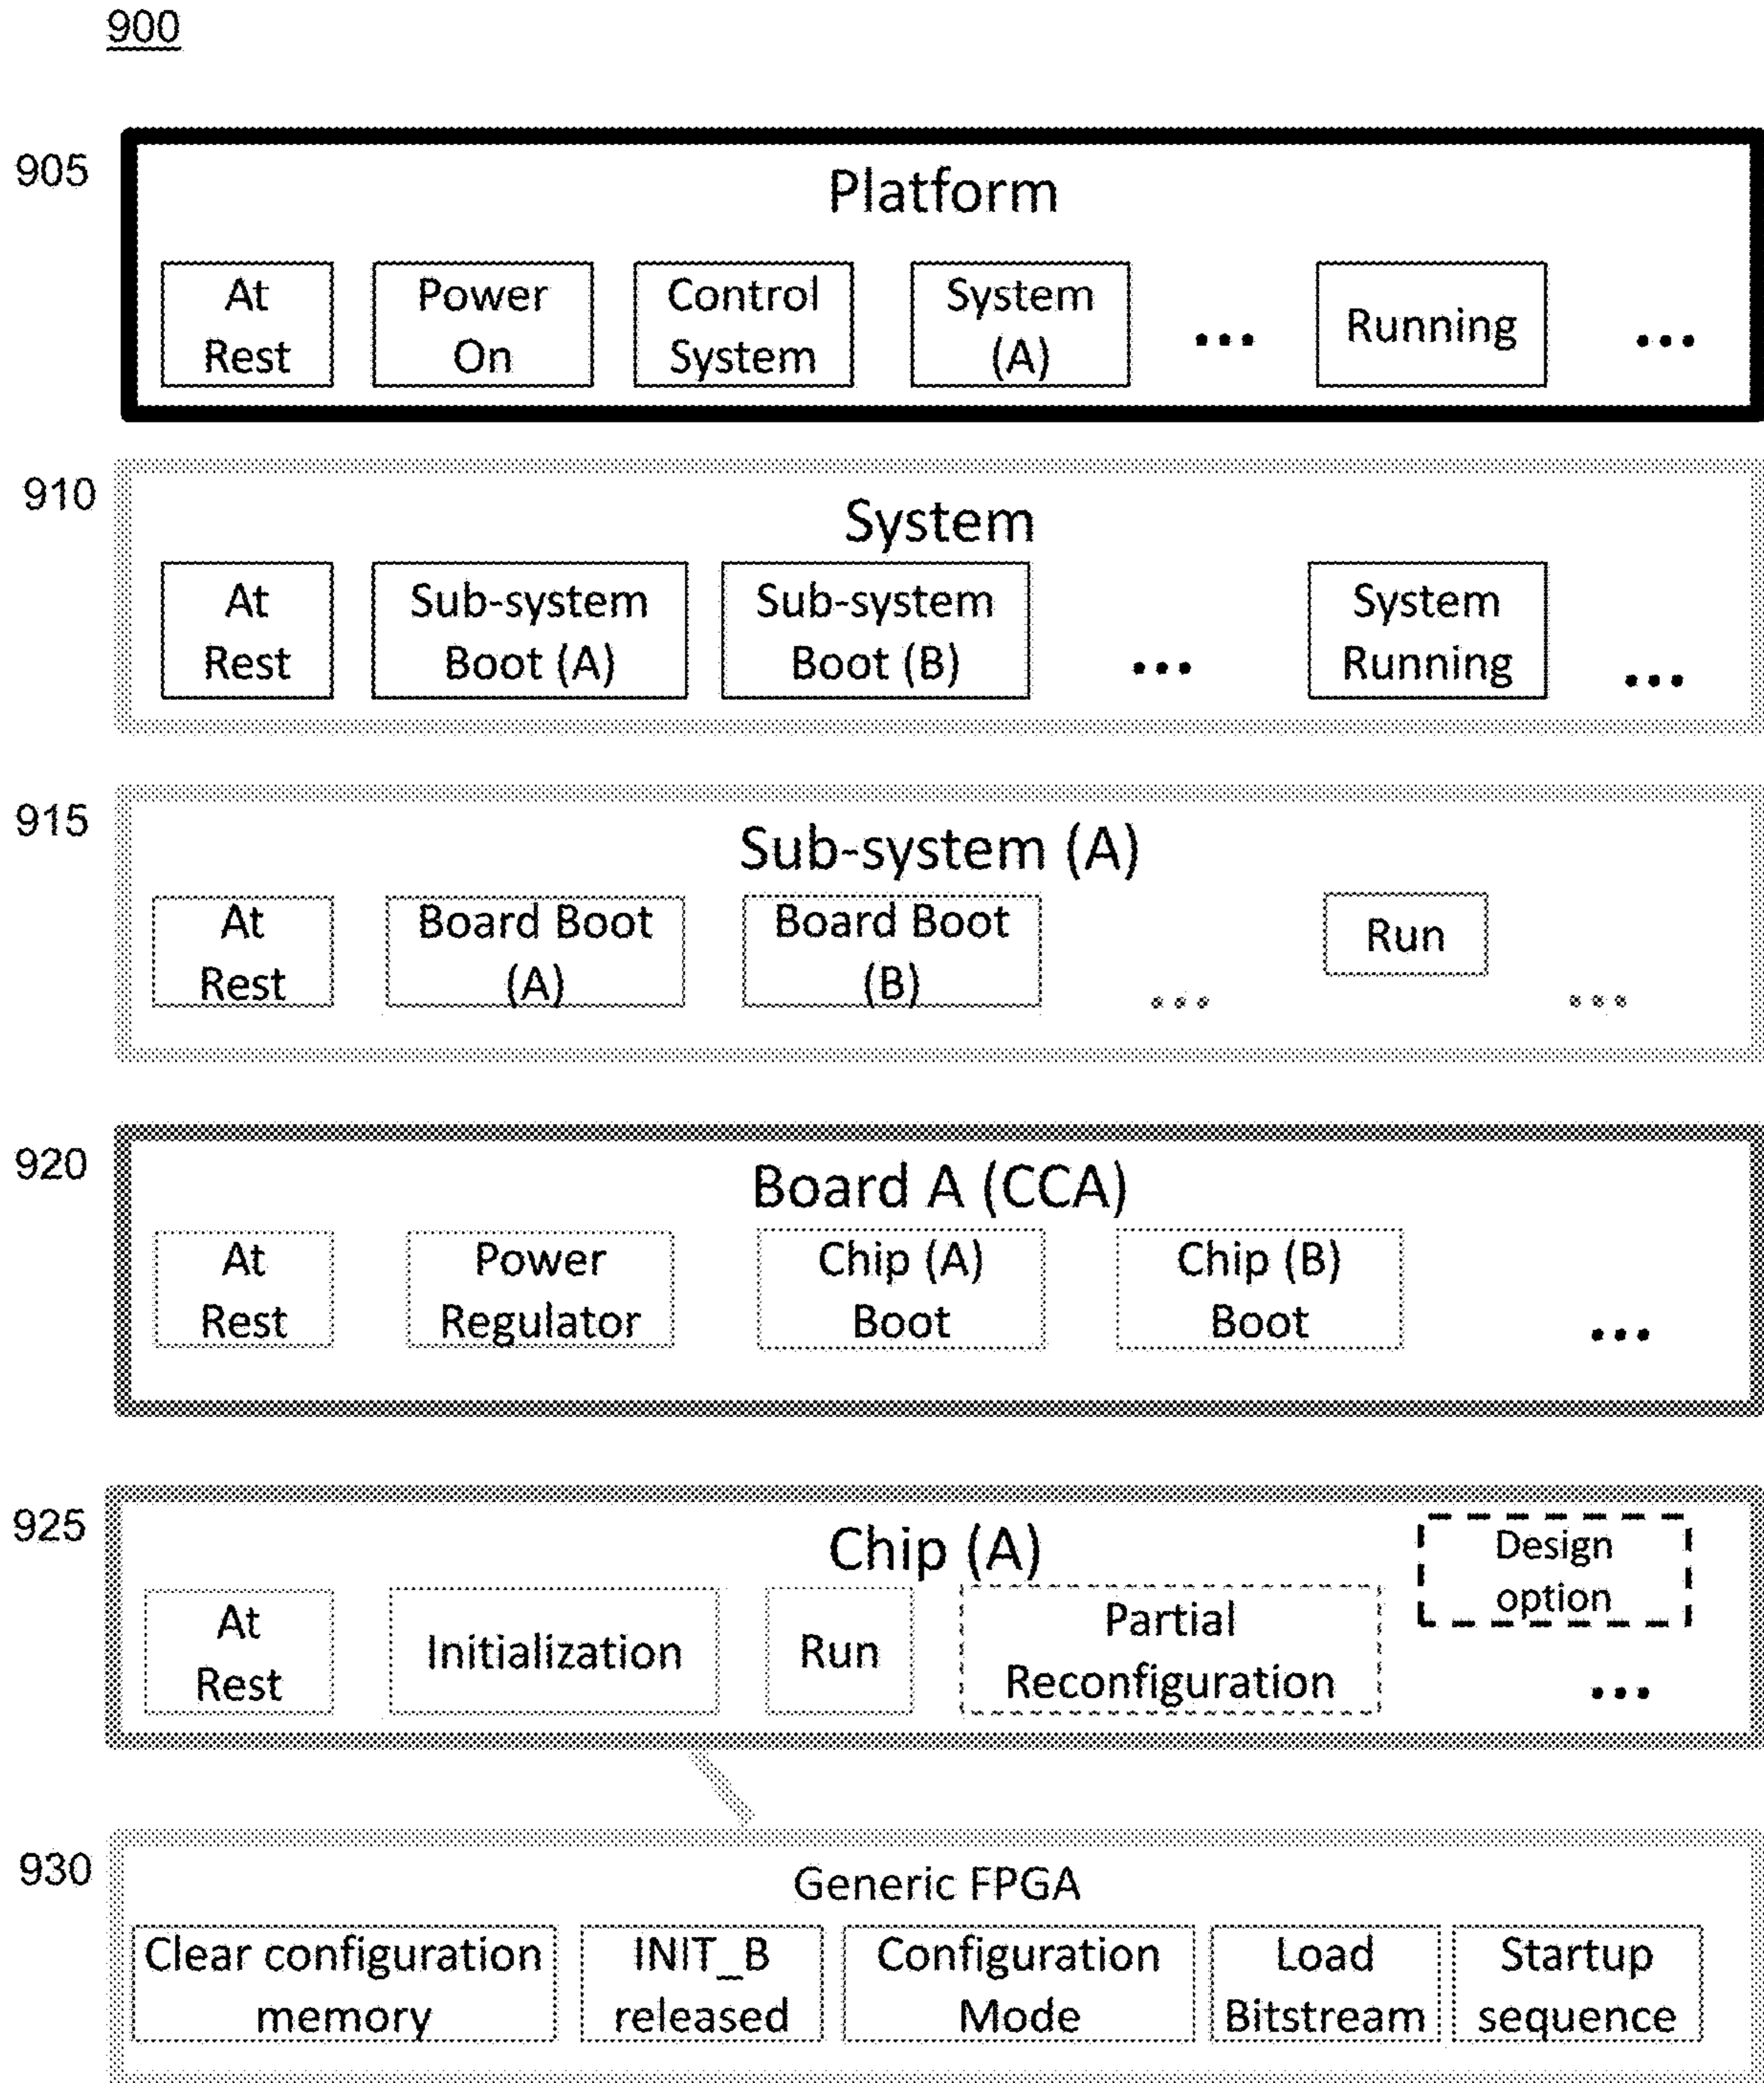 900
905
Platform
At
Rest
Power
On
Control
System
System
(A)
...
Running
...
910
System
At
Rest
Sub-system
Boot (A)
Sub-system
Boot (B)
...
System
Running
...
915
Sub-system (A)
At
Rest
Board Boot
(A)
Board Boot
(B)
...
Run
...
920
Board A (CCA)
At
Rest
Power
Regulator
Chip (A)
Boot
Chip (B)
Boot
...
925
Chip (A)
Design
option
At
Rest
Initialization
Run
Partial
Reconfiguration
...
930
Generic FPGA
Clear configuration
memory
INIT_B
released
Configuration
Mode
Load
Bitstream
Startup
sequence